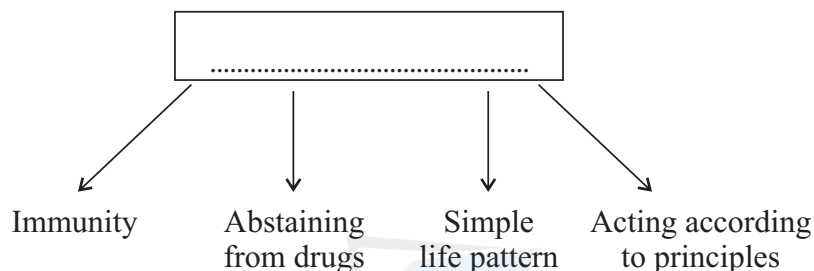 ................................................
Immunity
Abstaining
from drugs
Simple
life pattern
Acting according
to principles